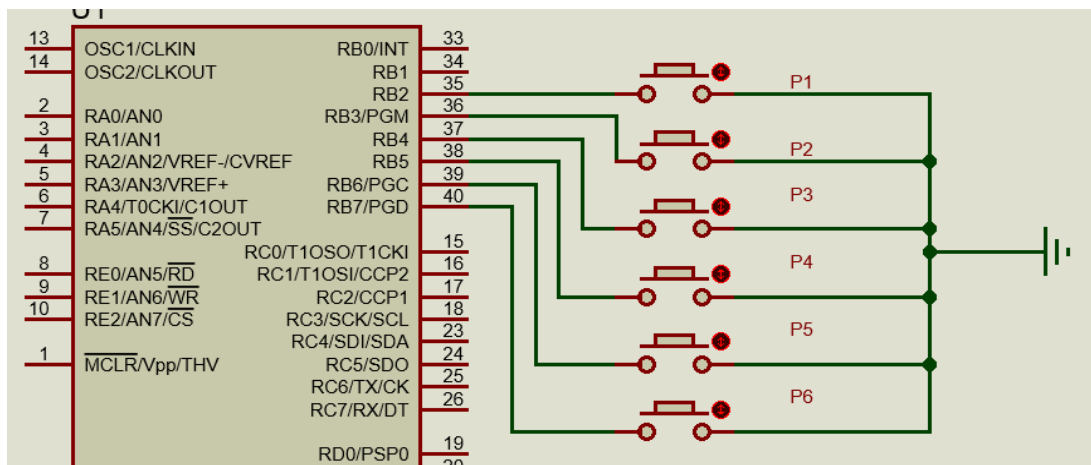 U1
13 OSC1/CLKIN RB0/INT 33
14 OSC2/CLKOUT RB1 34
RB2 35
2 RA0/AN0 RB3/PGM 36
3 RA1/AN1 RB4 37
4 RA2/AN2/VREF-/CVREF RB5 38
5 RA3/AN3/VREF+ RB6/PGC 39
6 RA4/T0CKI/C1OUT RB7/PGD 40
7 RA5/AN4/SS/C2OUT
RC0/T1OSO/T1CKI 15
8 RE0/AN5/RD RC1/T1OSI/CCP2 16
9 RE1/AN6/WR RC2/CCP1 17
10 RE2/AN7/CS RC3/SCK/SCL 18
RC4/SDI/SDA 23
1 MCLR/Vpp/THV RC5/SDO 24
RC6/TX/CK 25
RC7/RX/DT 26
RD0/PSP0 19
P1
P2
P3
P4
P5
P6